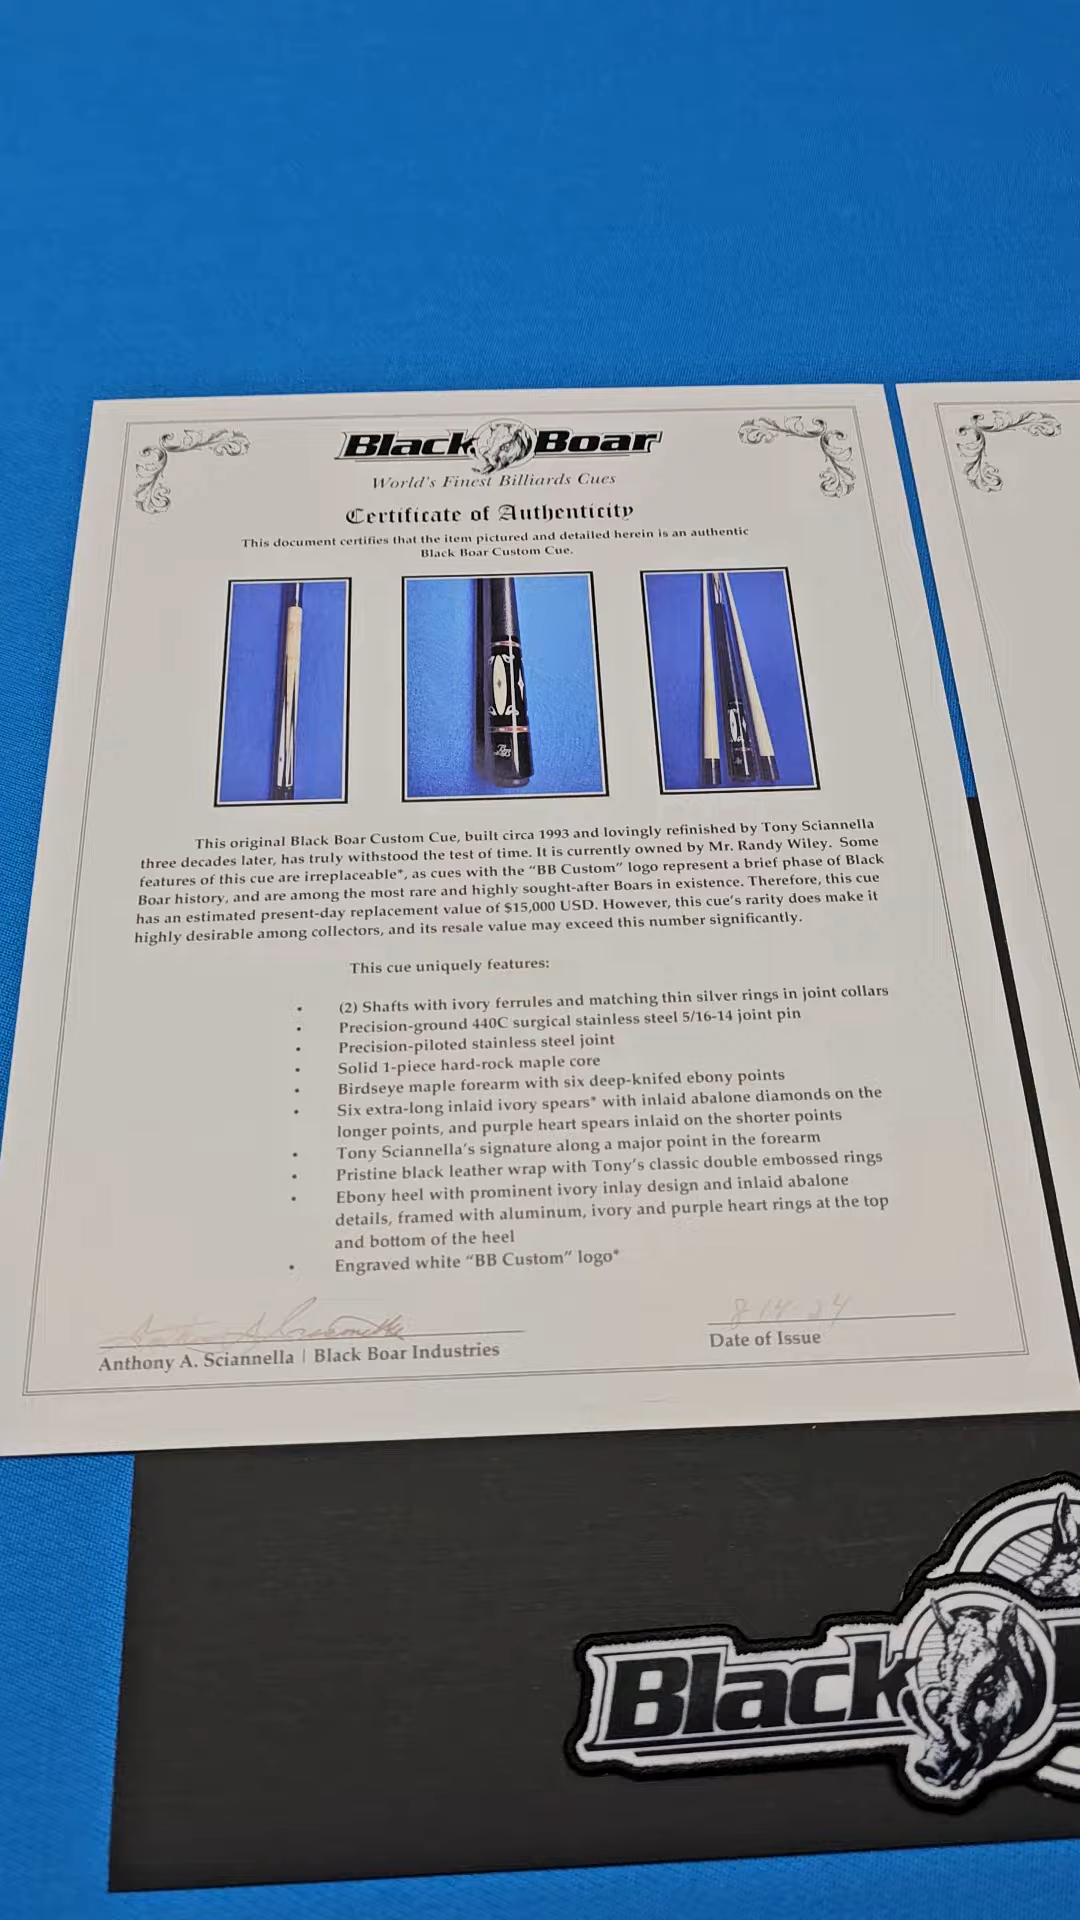 Black Boar
World's Finest Billiards Cues
Certificate of Authenticity
This document certifies that the item pictured and detailed herein is an authentic
Black Boar Custom Cue.
This original Black Boar Custom Cue, built circa 1993 and lovingly refinished by Tony Sciannella
three decades later, has truly withstood the test of time. It is currently owned by Mr. Randy Wiley. Some
features of this cue are irreplaceable*, as cues with the “BB Custom” logo represent a brief phase of Black
Boar history, and are among the most rare and highly sought-after Boars in existence. Therefore, this cue
has an estimated present-day replacement value of $15,000 USD. However, this cue's rarity does make it
highly desirable among collectors, and its resale value may exceed this number significantly.
This cue uniquely features:
• (2) Shafts with ivory ferrules and matching thin silver rings in joint collars
• Precision-ground 440C surgical stainless steel 5/16-14 joint pin
• Precision-piloted stainless steel joint
• Solid 1-piece hard-rock maple core
• Birdseye maple forearm with six deep-knifed ebony points
• Six extra-long inlaid ivory spears* with inlaid abalone diamonds on the
longer points, and purple heart spears inlaid on the shorter points
• Tony Sciannella's signature along a major point in the forearm
• Pristine black leather wrap with Tony's classic double embossed rings
• Ebony heel with prominent ivory inlay design and inlaid abalone
details, framed with aluminum, ivory and purple heart rings at the top
and bottom of the heel
• Engraved white “BB Custom” logo*
8-14-24
Anthony A. Sciannella | Black Boar Industries
Date of Issue
Black